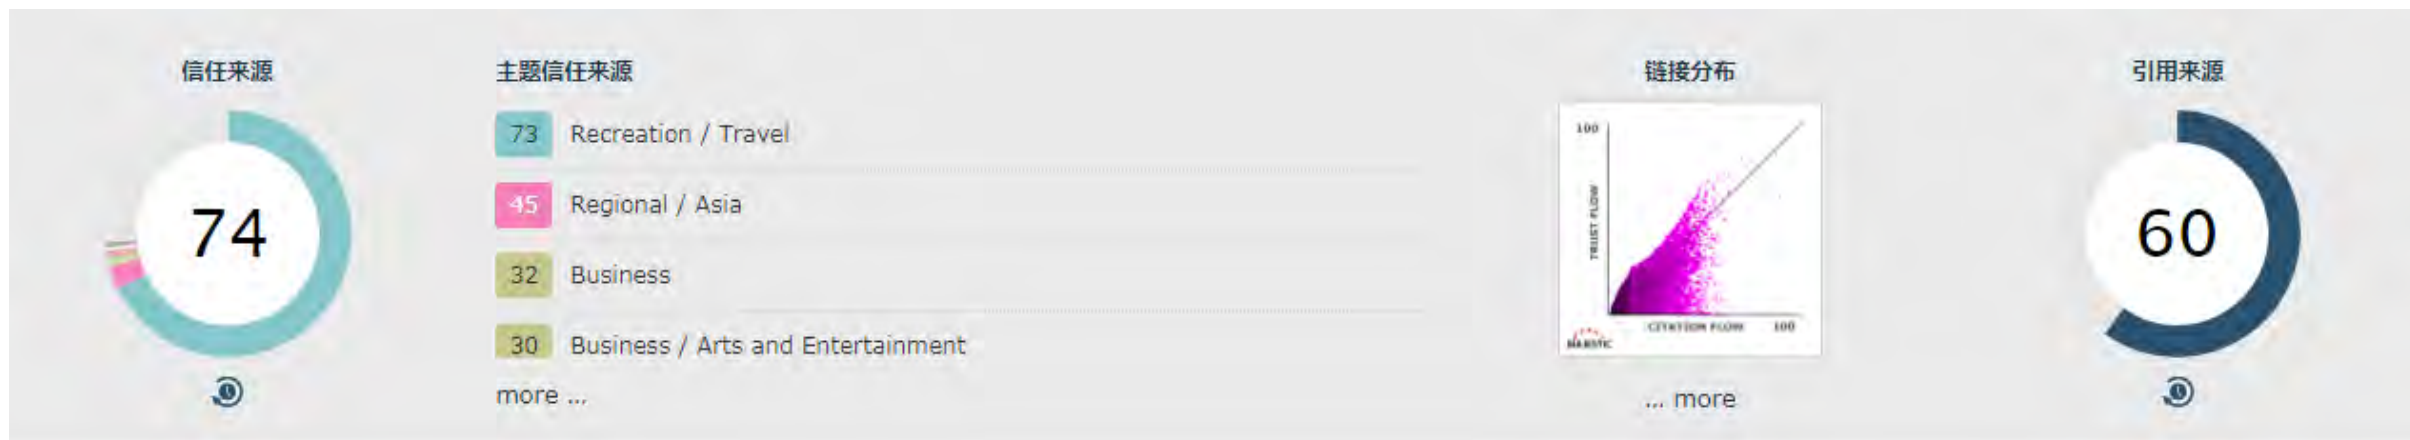 信任来源
74
主题信任来源
73 Recreation / Travel
45 Regional / Asia
32 Business
30 Business / Arts and Entertainment
more ...
链接分布
100
TRUST FLOW
CITATION FLOW 100
MAJESTIC
... more
引用来源
60